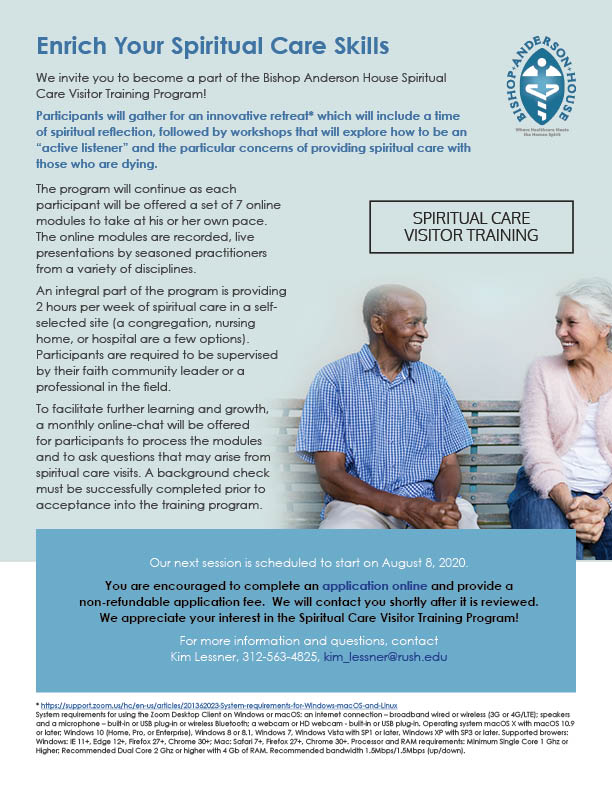 Enrich Your Spiritual Care Skills
We invite you to become a part of the Bishop Anderson House Spiritual
Care Visitor Training Program!
Participants will gather for an innovative retreat* which will include a time
of spiritual reflection, followed by workshops that will explore how to be an
“active listener” and the particular concerns of providing spiritual care with
those who are dying.
BISHOP+ANDERSON+HOUSE
Where Healthcare Meets
the Human Spirit
The program will continue as each
participant will be offered a set of 7 online
modules to take at his or her own pace.
The online modules are recorded, live
presentations by seasoned practitioners
from a variety of disciplines.
SPIRITUAL CARE
VISITOR TRAINING
An integral part of the program is providing
2 hours per week of spiritual care in a self-
selected site (a congregation, nursing
home, or hospital are a few options).
Participants are required to be supervised
by their faith community leader or a
professional in the field.
To facilitate further learning and growth,
a monthly online-chat will be offered
for participants to process the modules
and to ask questions that may arise from
spiritual care visits. A background check
must be successfully completed prior to
acceptance into the training program.
Our next session is scheduled to start on August 8, 2020.
You are encouraged to complete an application online and provide a
non-refundable application fee.  We will contact you shortly after it is reviewed.
We appreciate your interest in the Spiritual Care Visitor Training Program!
For more information and questions, contact
Kim Lessner, 312-563-4825, kim_lessner@rush.edu
* https://support.zoom.us/hc/en-us/articles/201362023-System-requirements-for-Windows-macOS-and-Linux
System requirements for using the Zoom Desktop Client on Windows or macOS: an internet connection – broadband wired or wireless (3G or 4G/LTE); speakers
and a microphone – built-in or USB plug-in or wireless Bluetooth; a webcam or HD webcam - built-in or USB plug-in. Operating system macOS X with macOS 10.9
or later; Windows 10 (Home, Pro, or Enterprise), Windows 8 or 8.1, Windows 7, Windows Vista with SP1 or later, Windows XP with SP3 or later. Supported browers:
Windows: IE 11+, Edge 12+, Firefox 27+, Chrome 30+; Mac: Safari 7+, Firefox 27+, Chrome 30+. Processor and RAM requirements: Minimum Single Core 1 Ghz or
Higher; Recommended Dual Core 2 Ghz or higher with 4 Gb of RAM. Recommended bandwidth 1.5Mbps/1.5Mbps (up/down).